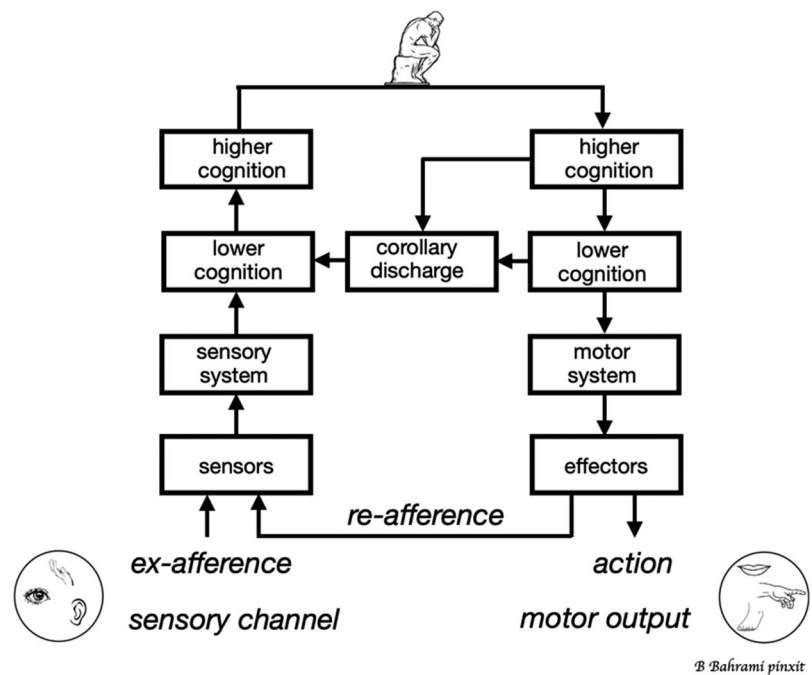 higher
cognition
higher
cognition
lower
cognition
corollary
discharge
lower
cognition
sensory
system
motor
system
sensors
effectors
re-afference
ex-afference
action
sensory channel
motor output
B Bahrami pinxit